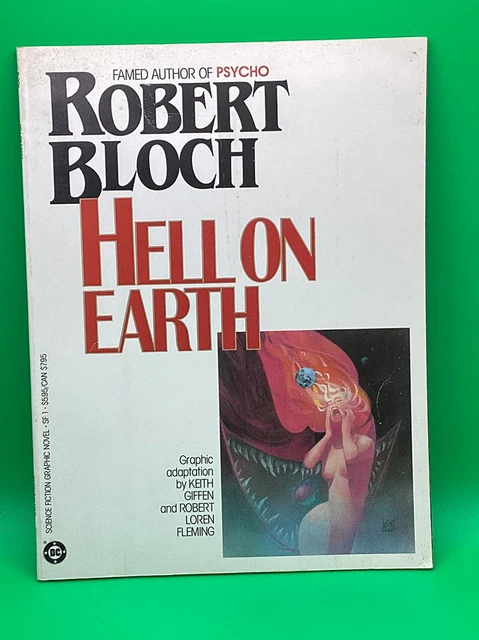 FAMED AUTHOR OF PSYCHO
ROBERT
BLOCH
HELL ON
EARTH
Graphic
adaptation
by KEITH
GIFFEN
and ROBERT
LOREN
FLEMING
SCIENCE FICTION GRAPHIC NOVEL · SF 1 · $5.95/CAN $7.95
DC